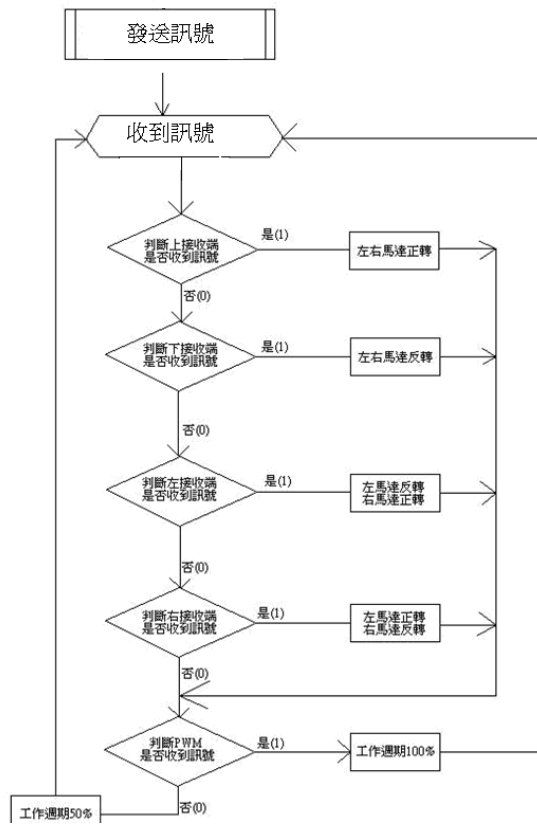 發送訊號
收到訊號
判斷上接收端
是否收到訊號
是(1)
左右馬達正轉
否(0)
判斷下接收端
是否收到訊號
是(1)
左右馬達反轉
否(0)
判斷左接收端
是否收到訊號
是(1)
左馬達反轉
右馬達正轉
否(0)
判斷右接收端
是否收到訊號
是(1)
左馬達正轉
右馬達反轉
否(0)
判斷PWM
是否收到訊號
是(1)
工作週期100%
否(0)
工作週期50%